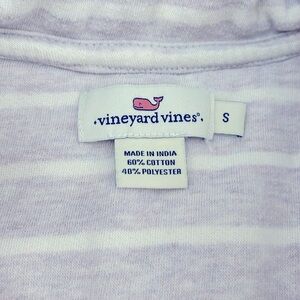 vineyard vines®
S
MADE IN INDIA
60% COTTON
40% POLYESTER